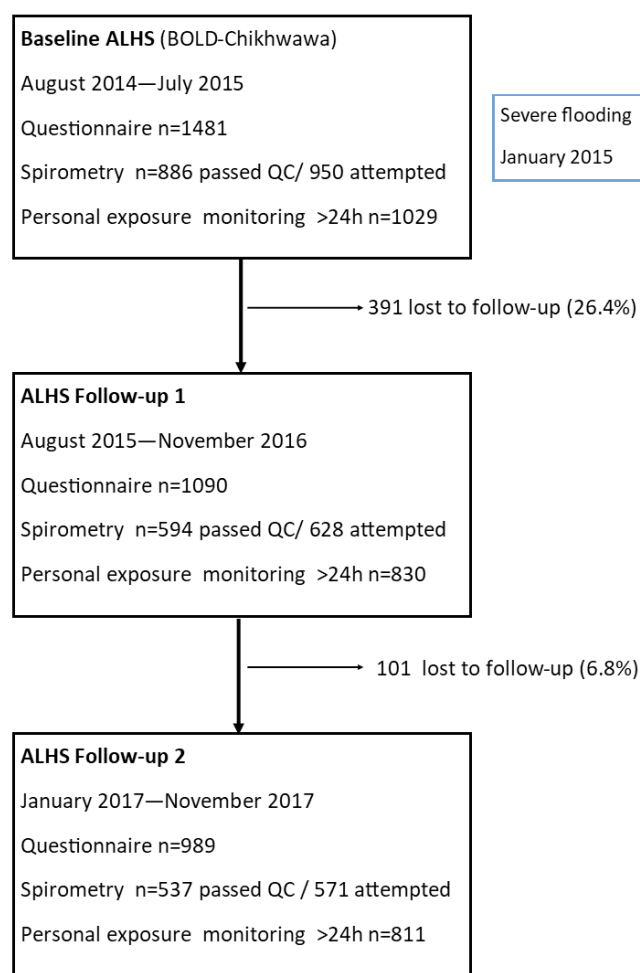 Baseline ALHS (BOLD-Chikhwawa)
August 2014—July 2015
Questionnaire n=1481
Spirometry n=886 passed QC/ 950 attempted
Personal exposure monitoring >24h n=1029
Severe flooding
January 2015
391 lost to follow-up (26.4%)
ALHS Follow-up 1
August 2015—November 2016
Questionnaire n=1090
Spirometry n=594 passed QC/ 628 attempted
Personal exposure monitoring >24h n=830
101 lost to follow-up (6.8%)
ALHS Follow-up 2
January 2017—November 2017
Questionnaire n=989
Spirometry n=537 passed QC / 571 attempted
Personal exposure monitoring >24h n=811